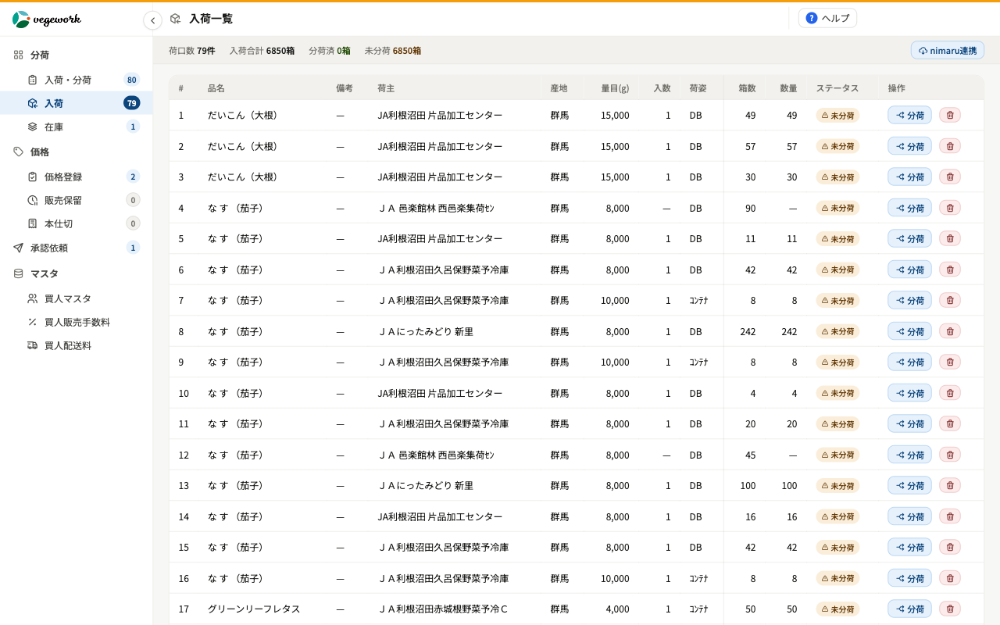 vegework
入荷一覧
? ヘルプ
荷口数 79件 入荷合計 6850箱 分荷済 0箱 未分荷 6850箱
nimaru連携
分荷
入荷・分荷 80
入荷 79
在庫 1
価格
価格登録 2
販売保留 0
本仕切 0
承認依頼 1
マスタ
買人マスタ
買人販売手数料
買人配送料
# 品名 備考 荷主 産地 量目(g) 入数 荷姿 箱数 数量 ステータス 操作
1 だいこん（大根） — JA利根沼田 片品加工センター 群馬 15,000 1 DB 49 49 未分荷 分荷
2 だいこん（大根） — JA利根沼田 片品加工センター 群馬 15,000 1 DB 57 57 未分荷 分荷
3 だいこん（大根） — JA利根沼田 片品加工センター 群馬 15,000 1 DB 30 30 未分荷 分荷
4 な す （茄子） — ＪＡ 邑楽館林 西邑楽集荷ｾﾝ 群馬 8,000 — DB 90 — 未分荷 分荷
5 な す （茄子） — JA利根沼田 片品加工センター 群馬 8,000 1 DB 11 11 未分荷 分荷
6 な す （茄子） — ＪＡ利根沼田久呂保野菜予冷庫 群馬 8,000 1 DB 42 42 未分荷 分荷
7 な す （茄子） — ＪＡ利根沼田久呂保野菜予冷庫 群馬 10,000 1 ｺﾝﾃﾅ 8 8 未分荷 分荷
8 な す （茄子） — ＪＡにったみどり 新里 群馬 8,000 1 DB 242 242 未分荷 分荷
9 な す （茄子） — ＪＡ利根沼田久呂保野菜予冷庫 群馬 10,000 1 ｺﾝﾃﾅ 8 8 未分荷 分荷
10 な す （茄子） — JA利根沼田 片品加工センター 群馬 8,000 1 DB 4 4 未分荷 分荷
11 な す （茄子） — ＪＡ利根沼田久呂保野菜予冷庫 群馬 8,000 1 DB 20 20 未分荷 分荷
12 な す （茄子） — ＪＡ 邑楽館林 西邑楽集荷ｾﾝ 群馬 8,000 — DB 45 — 未分荷 分荷
13 な す （茄子） — ＪＡにったみどり 新里 群馬 8,000 1 DB 100 100 未分荷 分荷
14 な す （茄子） — JA利根沼田 片品加工センター 群馬 8,000 1 DB 16 16 未分荷 分荷
15 な す （茄子） — ＪＡ利根沼田久呂保野菜予冷庫 群馬 8,000 1 DB 42 42 未分荷 分荷
16 な す （茄子） — ＪＡ利根沼田久呂保野菜予冷庫 群馬 10,000 1 ｺﾝﾃﾅ 8 8 未分荷 分荷
17 グリーンリーフレタス — ＪＡ利根沼田赤城根野菜予冷Ｃ 群馬 4,000 1 ｺﾝﾃﾅ 50 50 未分荷 分荷